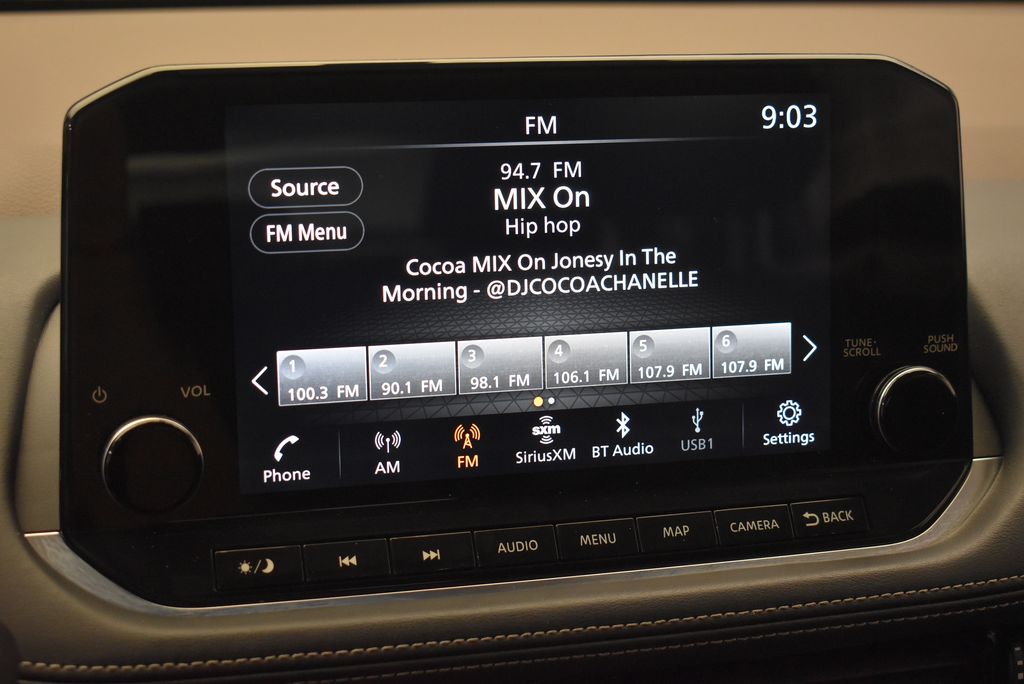 FM
9:03
Source
FM Menu
94.7 FM
MIX On
Hip hop
Cocoa MIX On Jonesy In The
Morning - @DJCOCOACHANELLE
1
100.3 FM
2
90.1 FM
3
98.1 FM
4
106.1 FM
5
107.9 FM
6
107.9 FM
TUNE·
SCROLL
PUSH
SOUND
VOL
Phone
AM
FM
sxm
SiriusXM
BT Audio
USB1
Settings
AUDIO
MENU
MAP
CAMERA
BACK